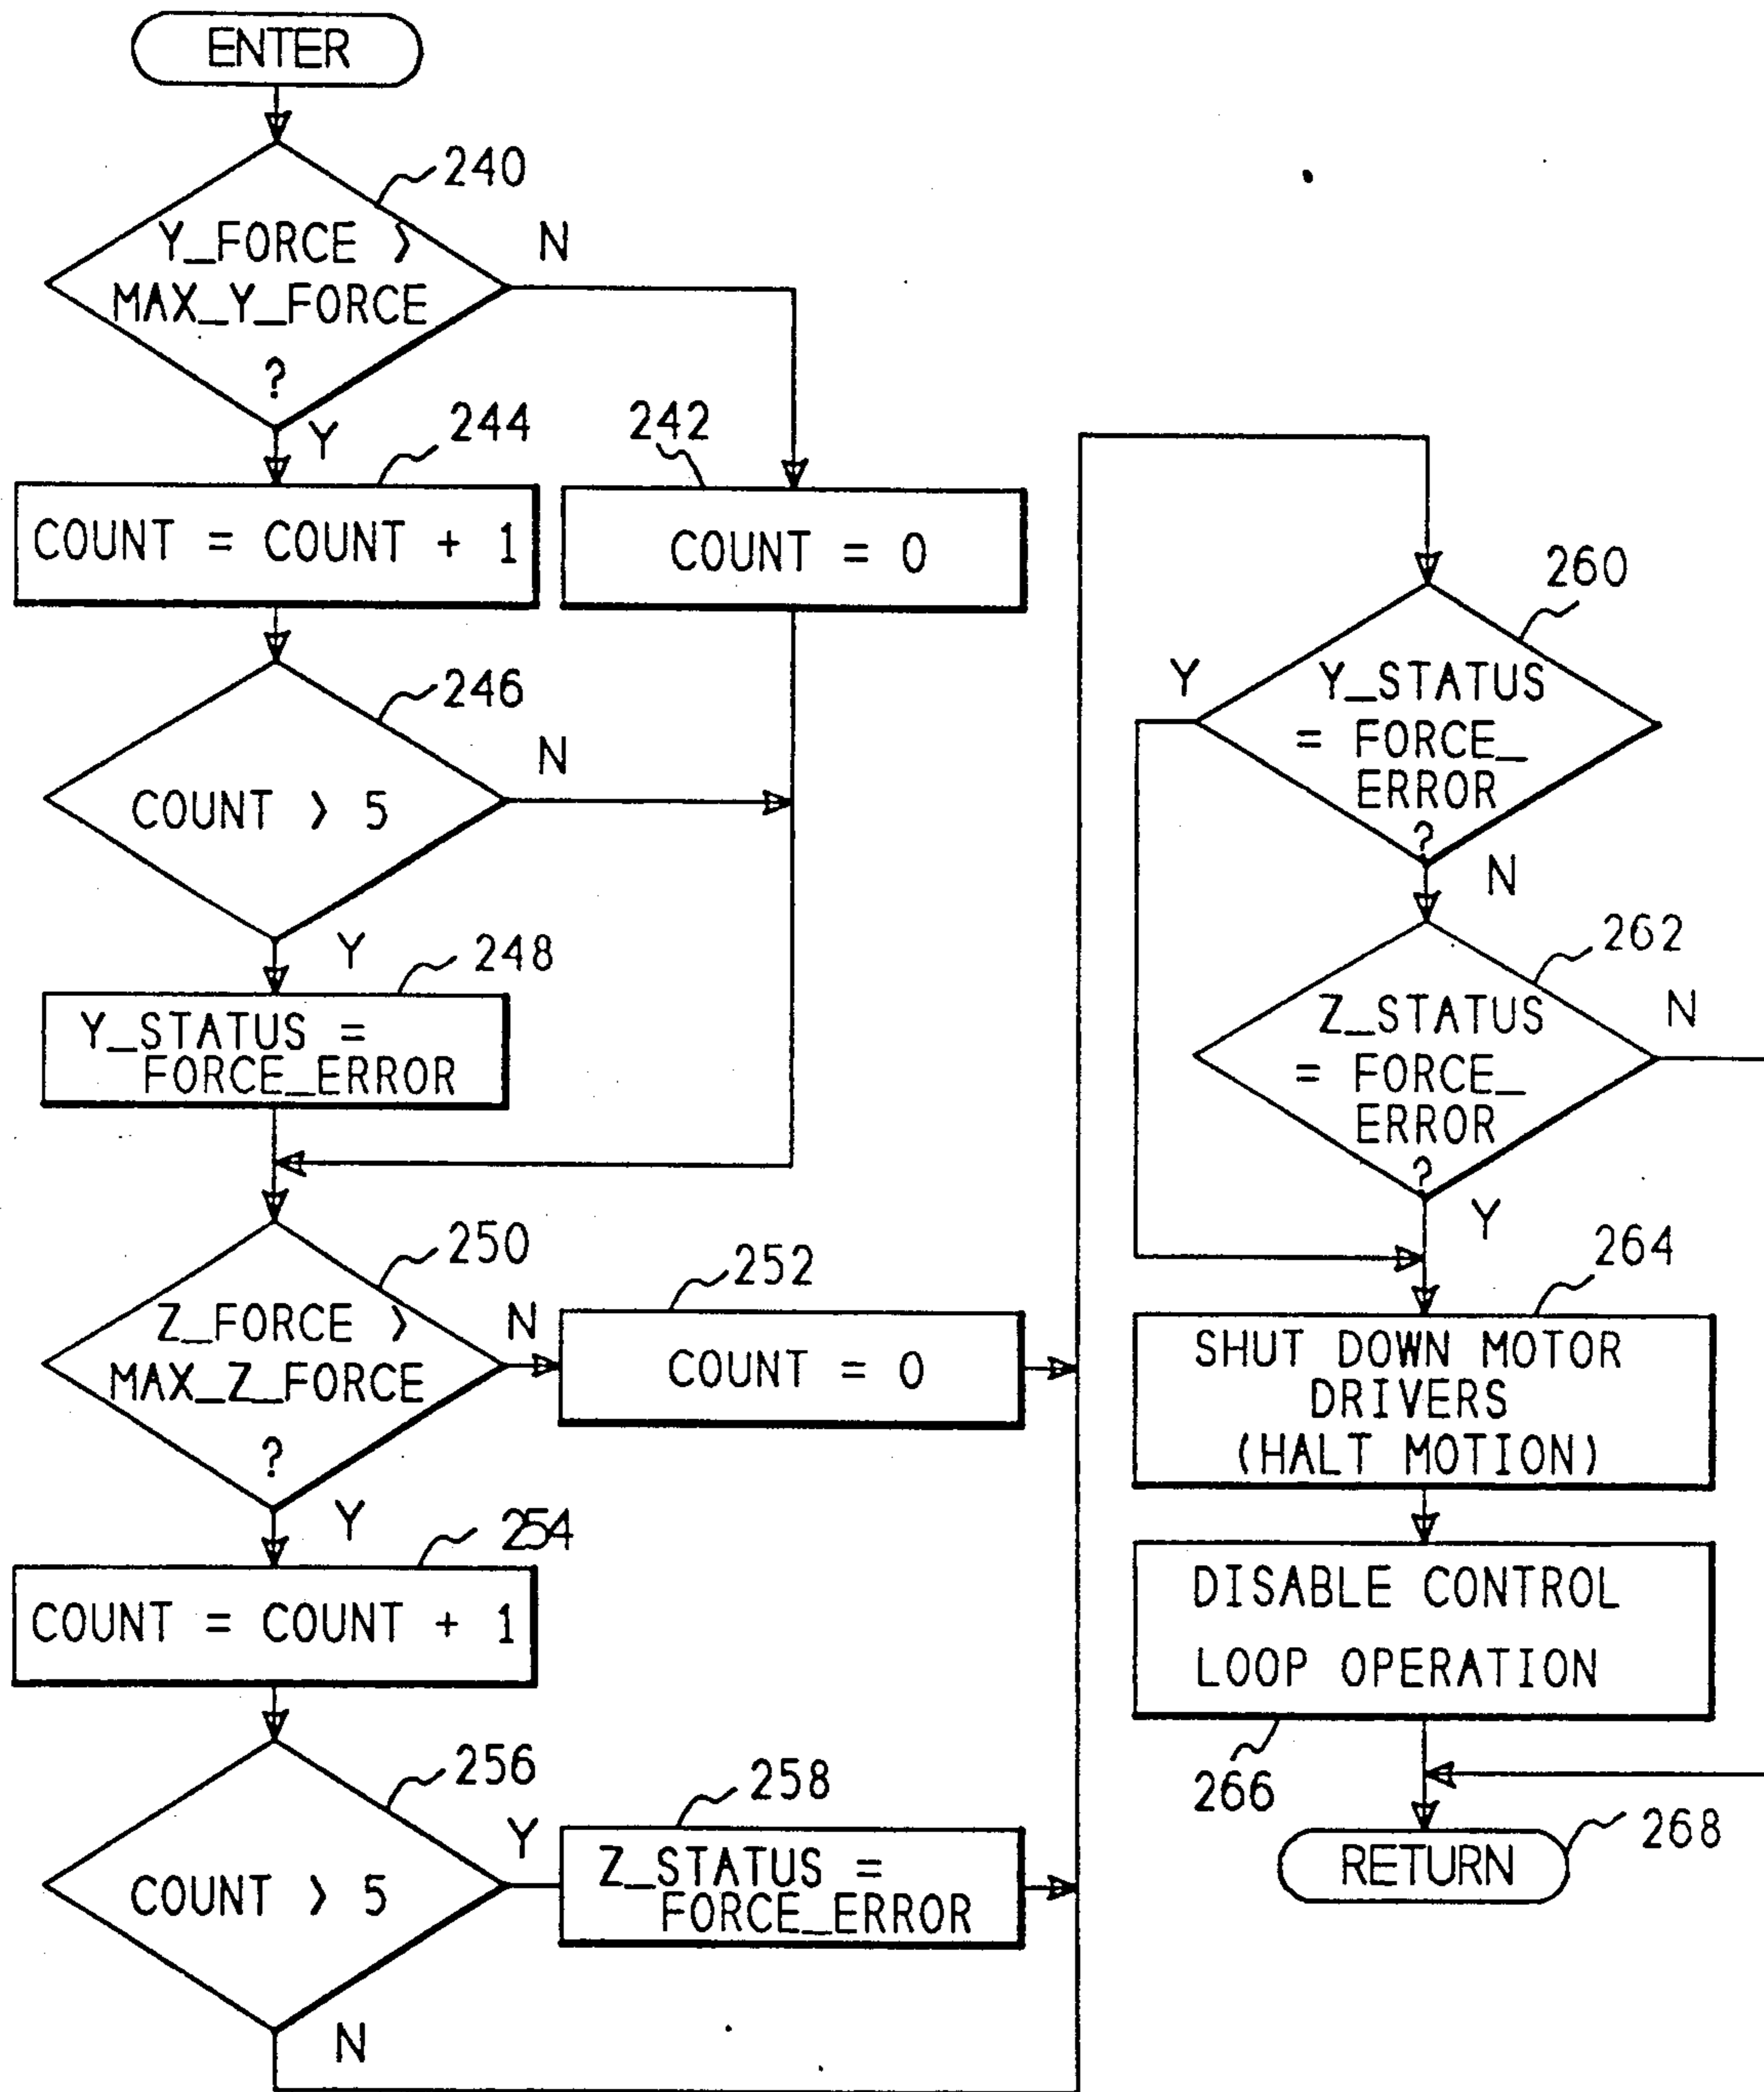 ENTER
240
Y_FORCE >
MAX_Y_FORCE
?
N
Y
244
COUNT = COUNT + 1
242
COUNT = 0
246
COUNT > 5
N
Y
248
Y_STATUS =
FORCE_ERROR
250
Z_FORCE >
MAX_Z_FORCE
?
N
252
COUNT = 0
Y
254
COUNT = COUNT + 1
256
COUNT > 5
Y
258
Z_STATUS =
FORCE_ERROR
N
260
Y_STATUS
= FORCE_
ERROR
?
Y
N
262
Z_STATUS
= FORCE_
ERROR
?
N
Y
264
SHUT DOWN MOTOR
DRIVERS
(HALT MOTION)
DISABLE CONTROL
LOOP OPERATION
266
RETURN
268